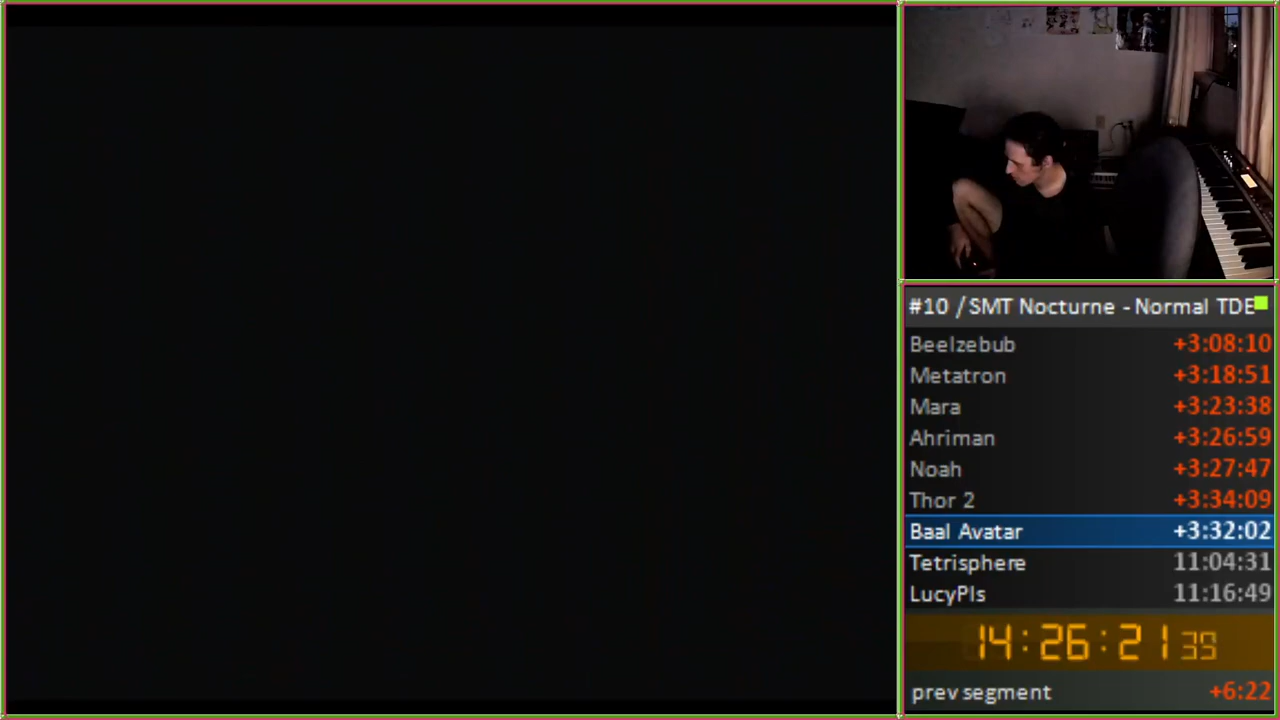 #10 / SMT Nocturne - Normal TDE
Beelzebub +3:08:10
Metatron +3:18:51
Mara +3:23:38
Ahriman +3:26:59
Noah +3:27:47
Thor 2 +3:34:09
Baal Avatar +3:32:02
Tetrisphere 11:04:31
LucyPls 11:16:49
14:26:21 39
prev segment +6:22